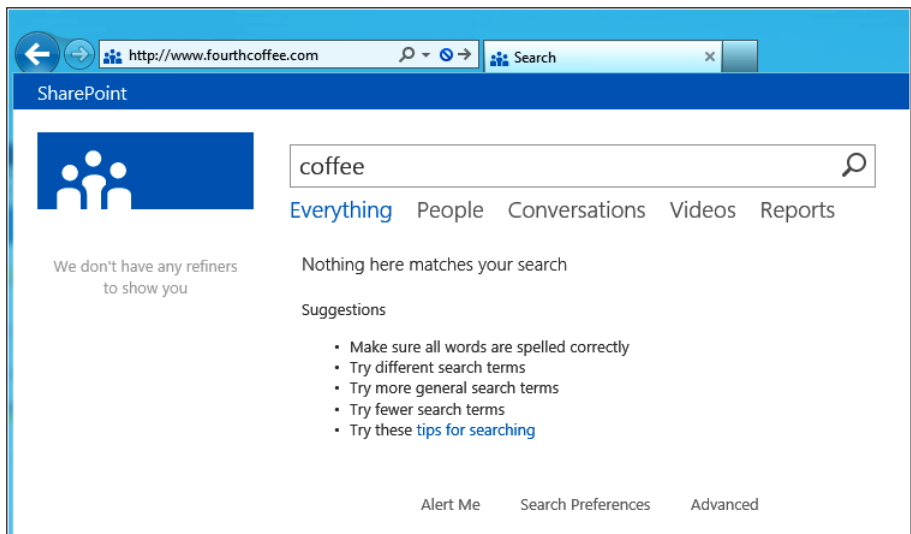 http://www.fourthcoffee.com
Search
SharePoint
coffee
Everything People Conversations Videos Reports
We don't have any refiners
to show you
Nothing here matches your search
Suggestions
• Make sure all words are spelled correctly
• Try different search terms
• Try more general search terms
• Try fewer search terms
• Try these tips for searching
Alert Me Search Preferences Advanced